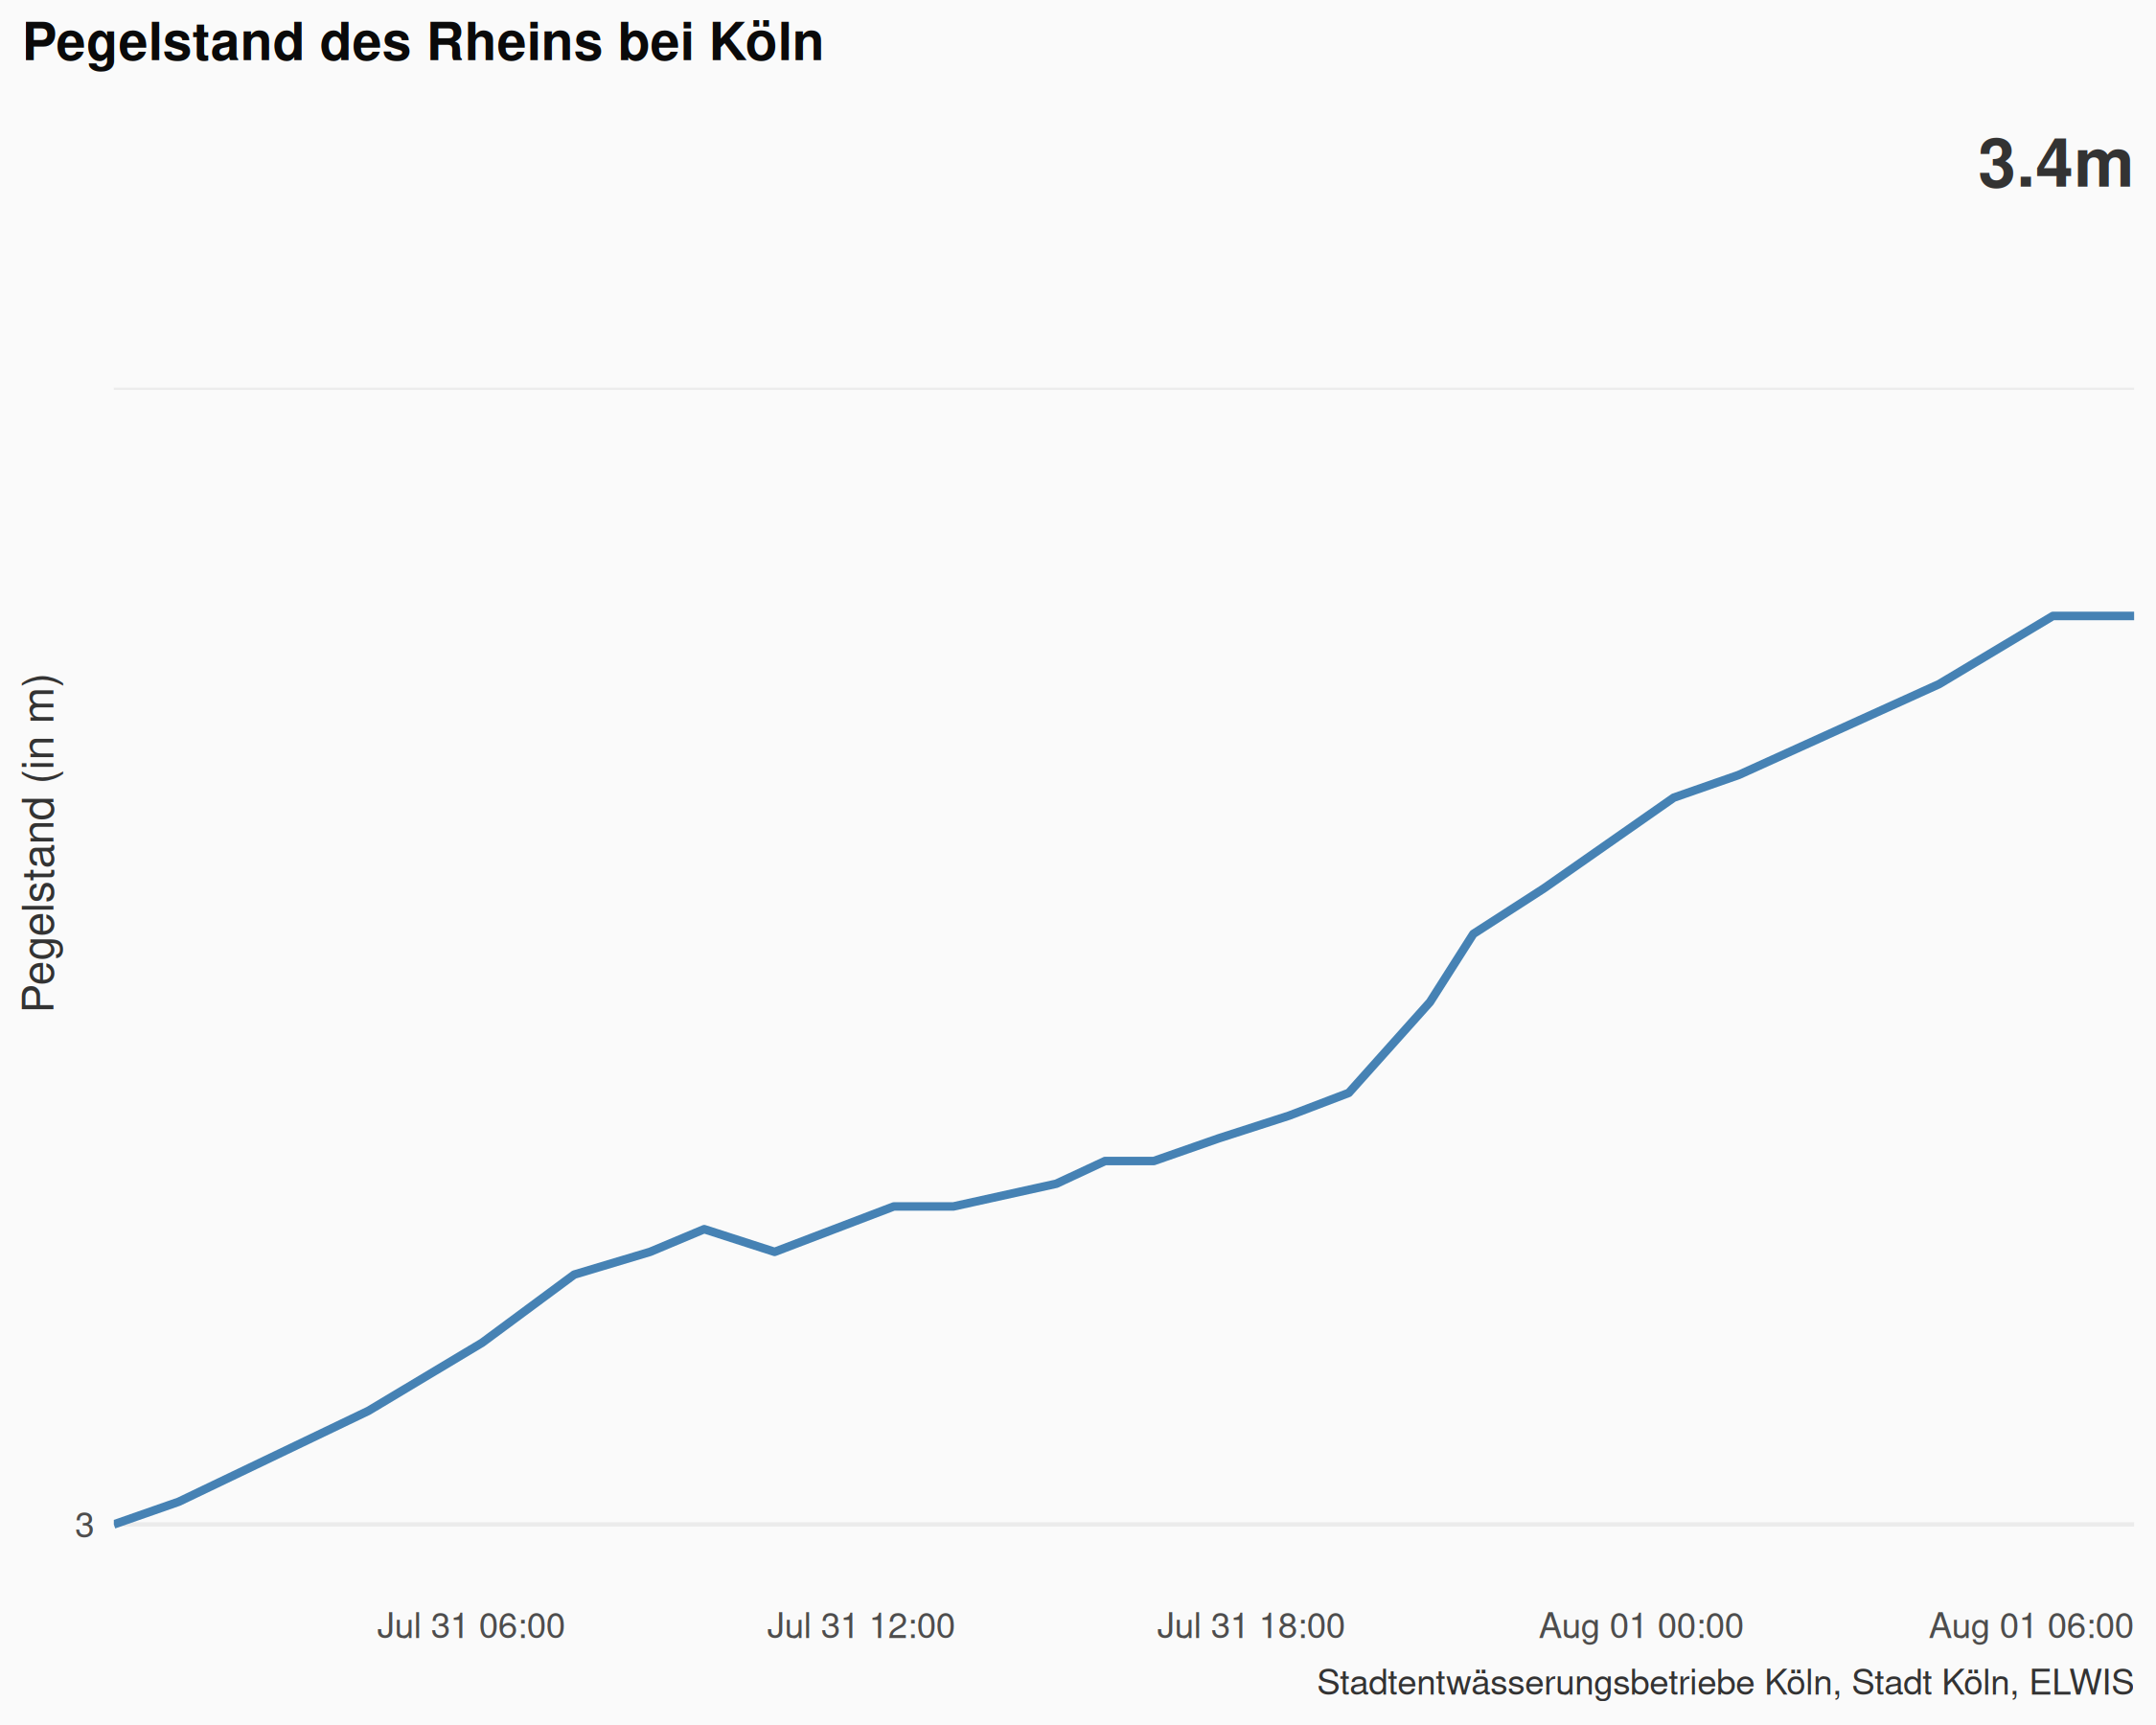 Pegelstand des Rheins bei Köln
3.4m
Pegelstand (in m)
3
Jul 31 06:00
Jul 31 12:00
Jul 31 18:00
Aug 01 00:00
Aug 01 06:00
Stadtentwässerungsbetriebe Köln, Stadt Köln, ELWIS